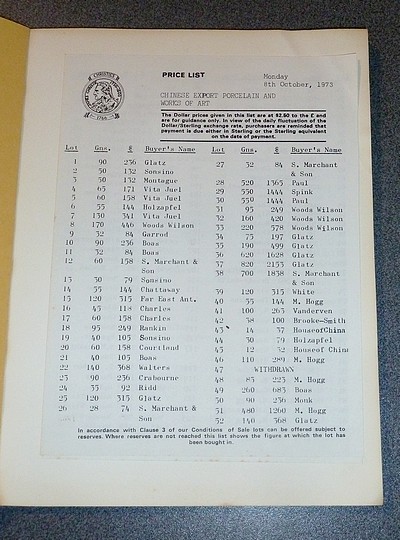 CHRISTIE'S
1766
PRICE LIST
Monday
8th October, 1973
CHINESE EXPORT PORCELAIN AND
WORKS OF ART
The Dollar prices given in this list are at $2.50 to the £ and
are for guidance only. In view of the daily fluctuation of the
Dollar/Sterling exchange rate, purchasers are reminded that
payment is due either in Sterling or the Sterling equivalent
on the date of payment.
Lot Gns. $ Buyer's Name
1 90 236 Glatz
2 50 132 Sonsino
3 50 132 Montague
4 65 171 Vita Juel
5 60 158 Vita Juel
6 55 144 Holzapfel
7 130 341 Vita Juel
8 170 446 Woods Wilson
9 32 84 Garrod
10 90 236 Boas
11 32 84 Boas
12 60 158 S. Marchant &
Son
13 30 79 Sonsino
14 55 144 Chattaway
15 120 315 Far East Ant.
16 45 118 Charles
17 60 158 Charles
18 95 249 Rankin
19 40 105 Sonsino
20 60 158 Courtland
21 40 105 Boas
22 140 368 Walters
23 90 236 Crabourne
24 35 92 Ridd
25 120 315 Glatz
26 28 74 S. Marchant &
Son
Lot Gns. $ Buyer's Name
27 32 84 S. Marchant
& Son
28 520 1365 Paul
29 550 1444 Spink
30 550 1444 Paul
31 95 249 Woods Wilson
32 160 420 Woods Wilson
33 220 578 Woods Wilson
34 75 197 Glatz
35 190 499 Glatz
36 620 1628 Glatz
37 820 2153 Glatz
38 700 1838 S. Marchant
& Son
39 120 315 White
40 55 144 M. Hogg
41 100 263 Vanderven
42 38 100 Brooke-Smith
43 14 37 House of China
44 30 79 Holzapfel
45 12 32 House of China
46 110 289 M. Hogg
47 WITHDRAWN
48 85 223 M. Hogg
49 260 683 Boas
50 90 236 Monk
51 480 1260 M. Hogg
52 140 368 Glatz
In accordance with Clause 3 of our Conditions of Sale lots can be offered subject to
reserves. Where reserves are not reached this list shows the figure at which the lot has
been bought in.